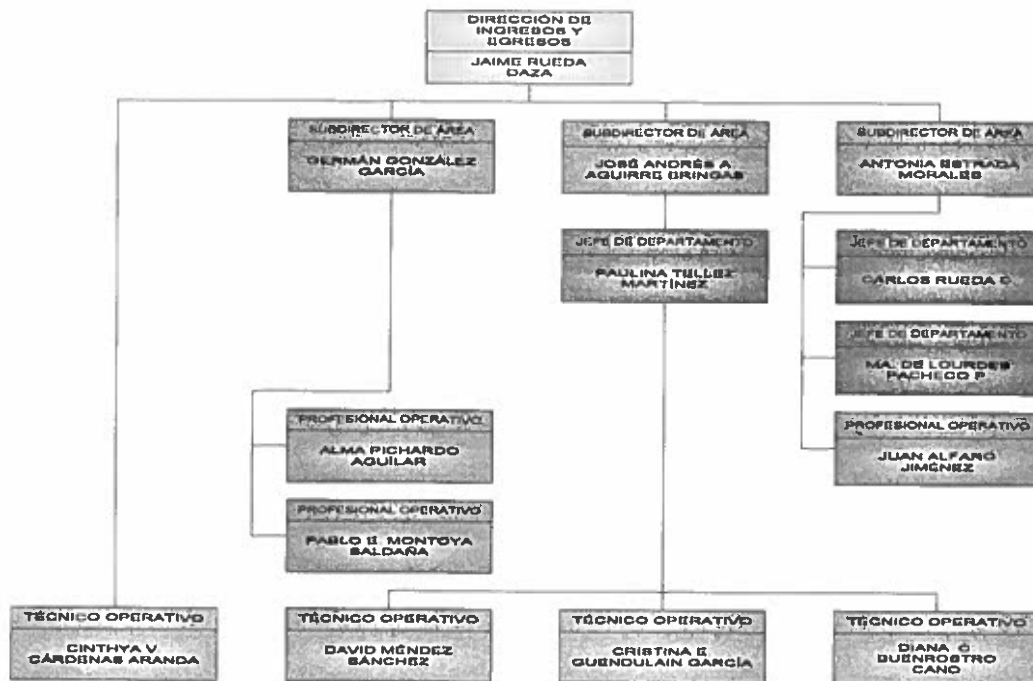 DIRECCIÓN DE
INGRESOS Y
EGRESOS
JAIME RUEDA
DAZA
SUBDIRECTOR DE ÁREA
GERMÁN GONZÁLEZ
GARCÍA
SUBDIRECTOR DE ÁREA
JOSÉ ANDRÉS A
AGUIRRE BRINGAS
SUBDIRECTOR DE ÁREA
ANTONIA ESTRADA
MORALES
JEFE DE DEPARTAMENTO
PAULINA TELLEZ
MARTÍNEZ
JEFE DE DEPARTAMENTO
CARLOS RUEDA
JEFE DE DEPARTAMENTO
MA. DE LOURDES
PACHECO P
PROFESIONAL OPERATIVO
ALMA PICHARDO
AGUILAR
PROFESIONAL OPERATIVO
JUAN ALFARO
JIMÉNEZ
PROFESIONAL OPERATIVO
PABLO E. MONTOYA
SALDAÑA
TÉCNICO OPERATIVO
CINTHYA V.
CÁRDENAS ARANDA
TÉCNICO OPERATIVO
DAVID MÉNDEZ
SÁNCHEZ
TÉCNICO OPERATIVO
CRISTINA E
GUENDULAIN GARCÍA
TÉCNICO OPERATIVO
DIANA
BUENROSTRO
CANO